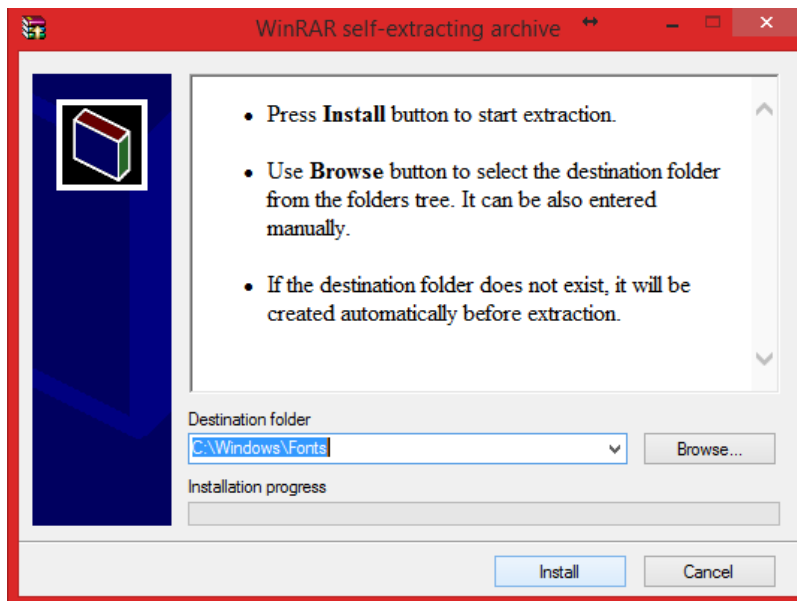 WinRAR self-extracting archive
• Press Install button to start extraction.
• Use Browse button to select the destination folder
from the folders tree. It can be also entered
manually.
• If the destination folder does not exist, it will be
created automatically before extraction.
Destination folder
C:\Windows\Fonts
Browse...
Installation progress
Install
Cancel